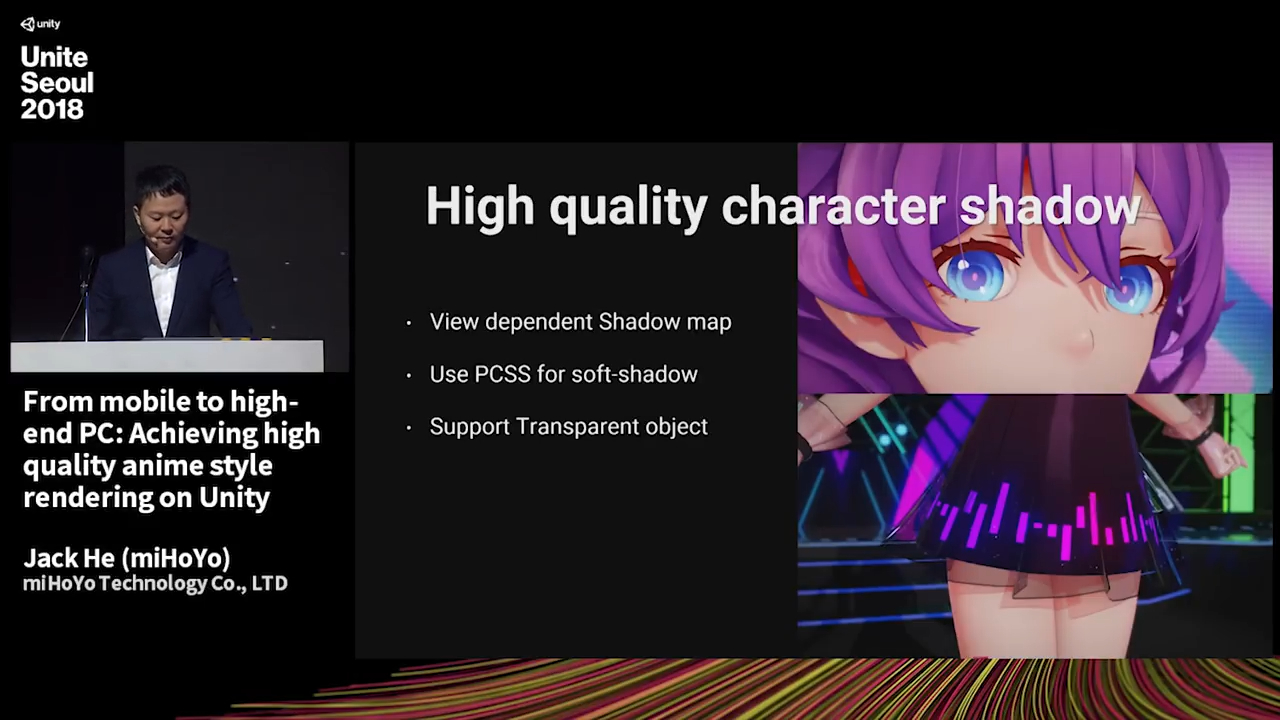 unity
Unite
Seoul
2018
High quality character shadow
• View dependent Shadow map
• Use PCSS for soft-shadow
• Support Transparent object
From mobile to high-
end PC: Achieving high
quality anime style
rendering on Unity
Jack He (miHoYo)
miHoYo Technology Co., LTD